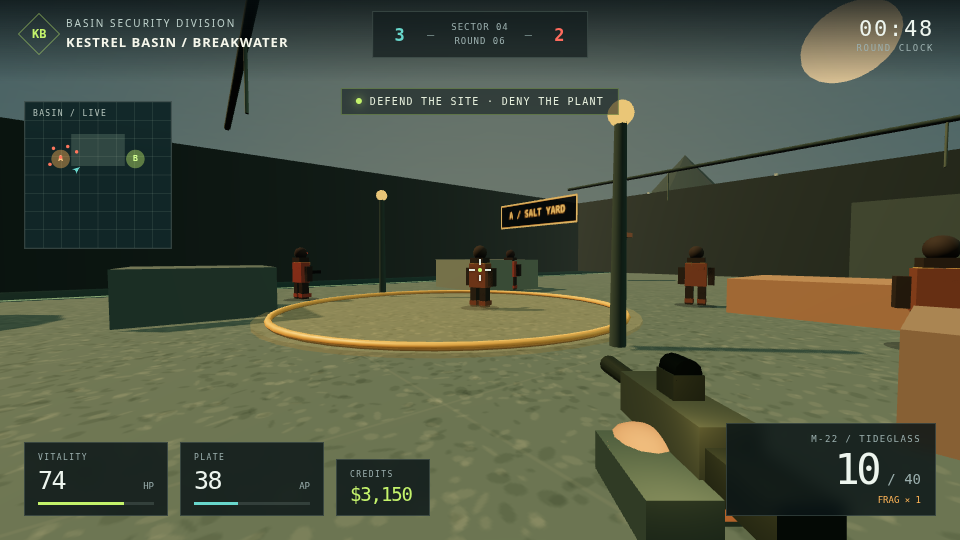 KB
BASIN SECURITY DIVISION
KESTREL BASIN / BREAKWATER
3 — SECTOR 04 — 2
ROUND 06
00:48
ROUND CLOCK
DEFEND THE SITE · DENY THE PLANT
BASIN / LIVE
A
B
A / SALT YARD
VITALITY
74 HP
PLATE
38 AP
CREDITS
$3,150
M-22 / TIDEGLASS
10 / 40
FRAG × 1